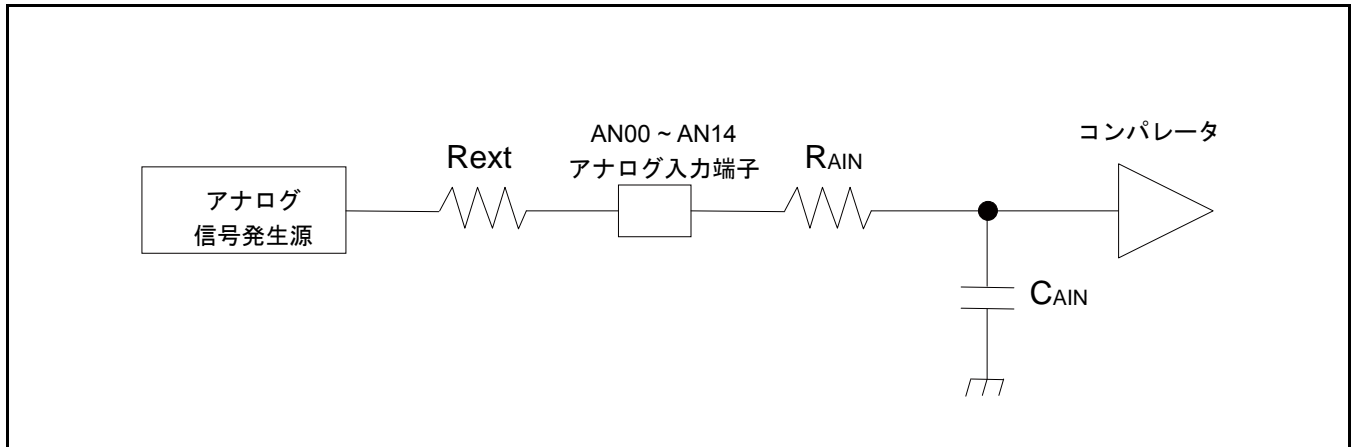 アナログ
信号発生源
Rext
AN00 ~ AN14
アナログ入力端子
RAIN
コンパレータ
CAIN